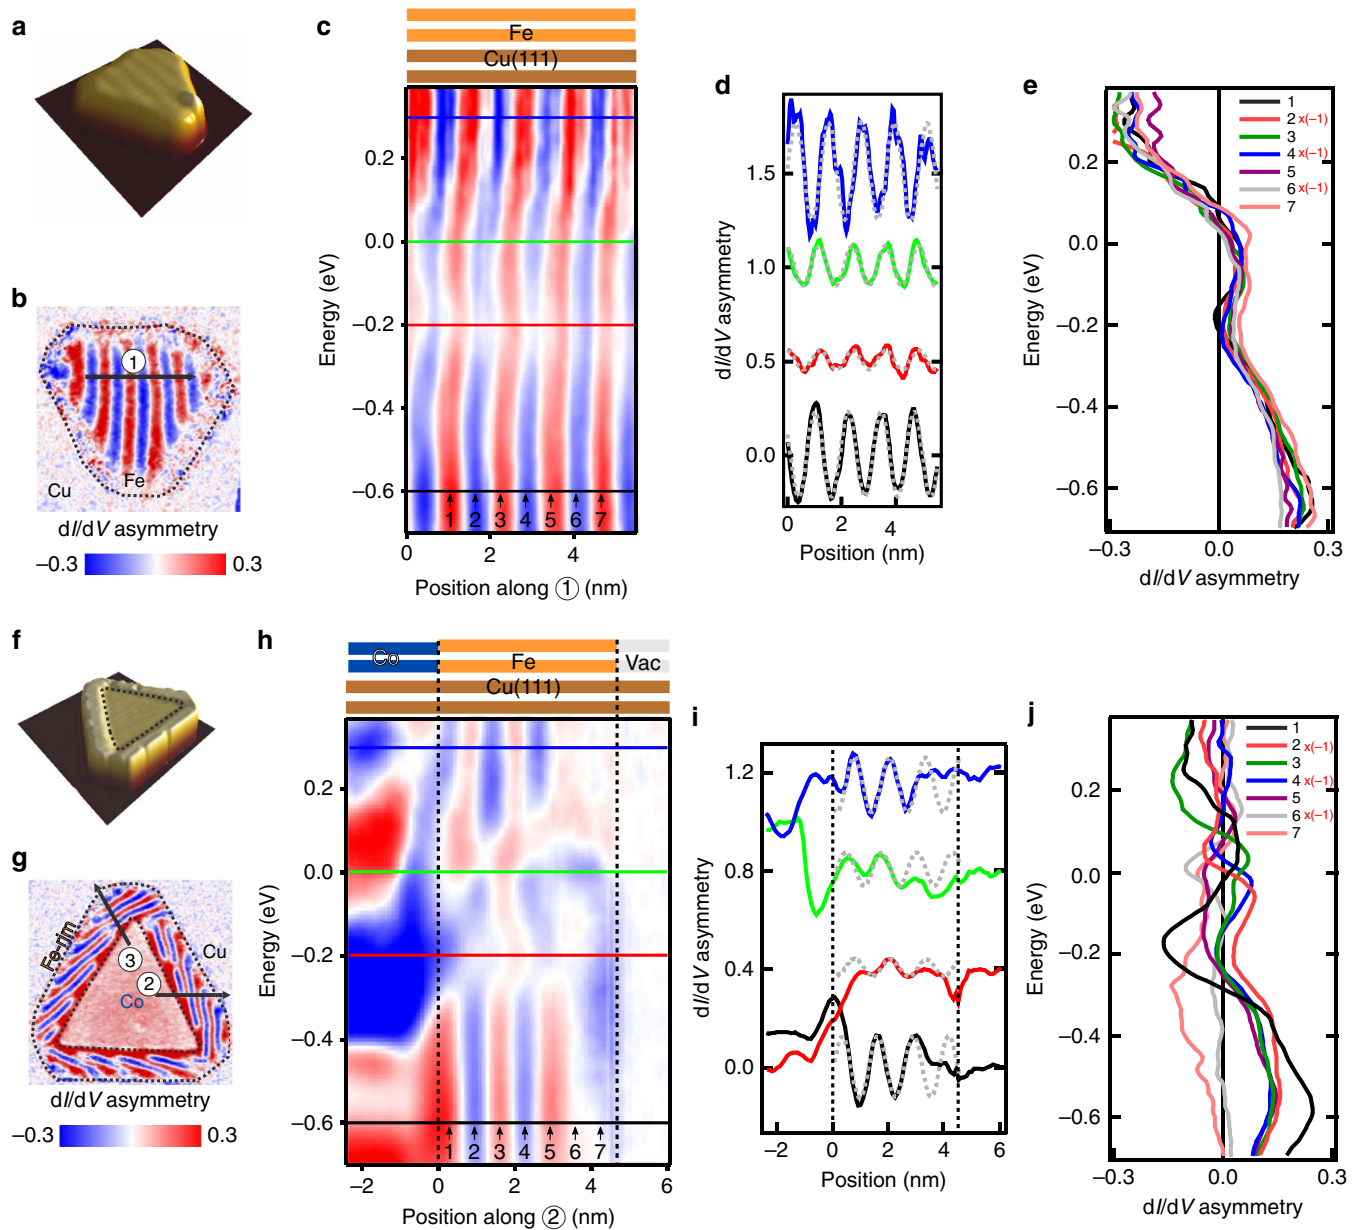 a
b
1
Fe
Cu
dI/dV asymmetry
−0.3
0.3
c
Fe
Cu(111)
Energy (eV)
0.2
0.0
−0.2
−0.4
−0.6
1 2 3 4 5 6 7
0 2 4
Position along 1 (nm)
d
dI/dV asymmetry
1.5
1.0
0.5
0.0
0 2 4
Position (nm)
e
1
2 x(−1)
3
4 x(−1)
5
6 x(−1)
7
Energy (eV)
0.2
0.0
−0.2
−0.4
−0.6
−0.3 0.0 0.3
dI/dV asymmetry
f
g
Fe-rim
3
2
Co
Cu
dI/dV asymmetry
−0.3
0.3
h
Co
Fe
Vac
Cu(111)
Energy (eV)
0.2
0.0
−0.2
−0.4
−0.6
1 2 3 4 5 6 7
−2 0 2 4 6
Position along 2 (nm)
i
dI/dV asymmetry
1.2
0.8
0.4
0.0
−2 0 2 4 6
Position (nm)
j
1
2 x(−1)
3
4 x(−1)
5
6 x(−1)
7
Energy (eV)
0.2
0.0
−0.2
−0.4
−0.6
−0.3 0.0 0.3
dI/dV asymmetry